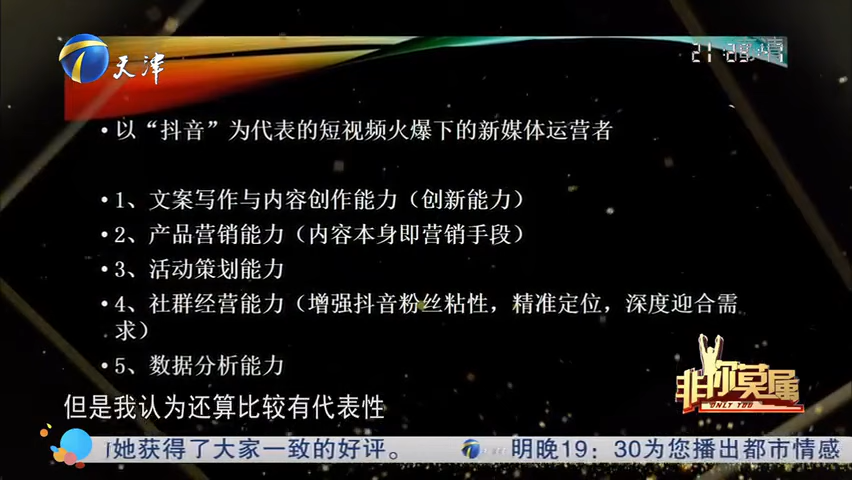 天津
• 以“抖音”为代表的短视频火爆下的新媒体运营者
• 1、文案写作与内容创作能力（创新能力）
• 2、产品营销能力（内容本身即营销手段）
• 3、活动策划能力
• 4、社群经营能力（增强抖音粉丝粘性，精准定位，深度迎合需
求）
• 5、数据分析能力
非你莫属
ONLY YOU
但是我认为还算比较有代表性
她获得了大家一致的好评。 明晚19：30为您播出都市情感